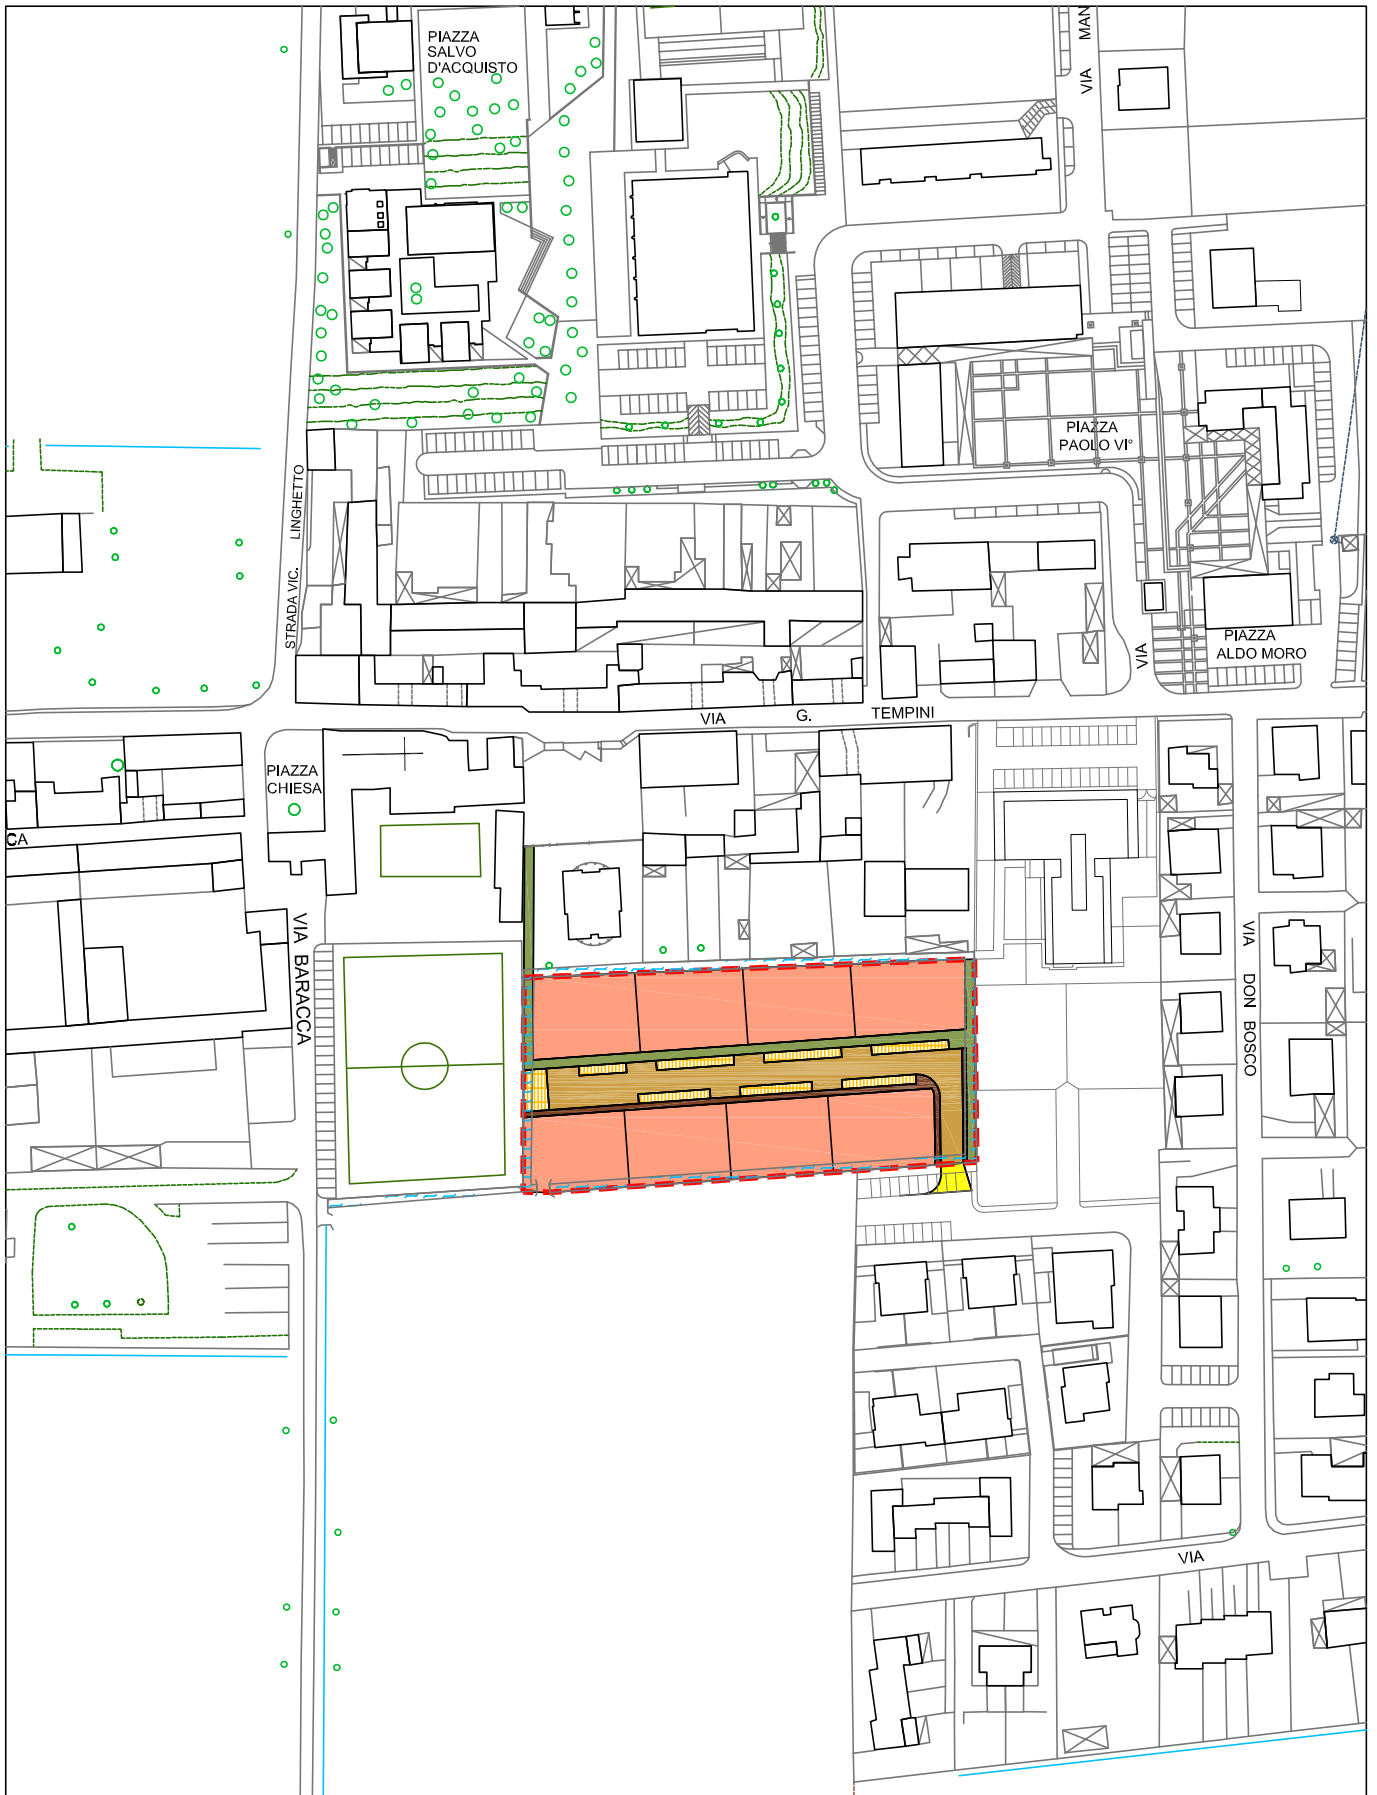 PIAZZA
SALVO
D'ACQUISTO
VIA MAN
PIAZZA
PAOLO VI°
STRADA VIC. LINGHETTO
VIA
PIAZZA
ALDO MORO
VIA G. TEMPINI
PIAZZA
CHIESA
CA
VIA BARACCA
VIA DON BOSCO
VIA